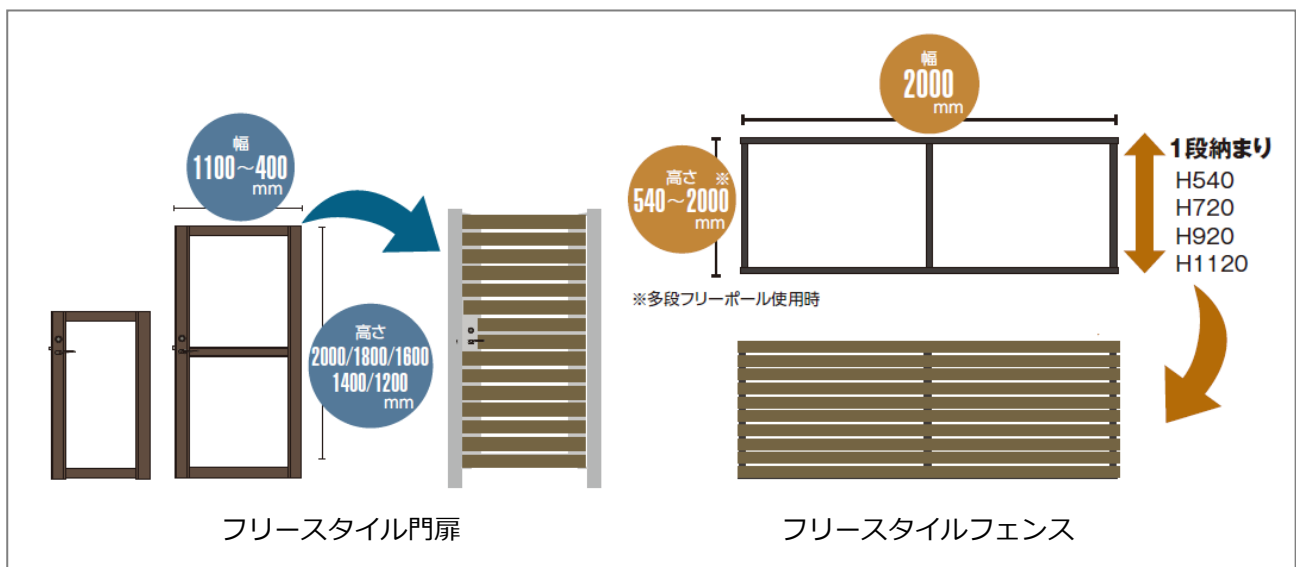 幅
1100～400
mm
高さ
2000/1800/1600
1400/1200
mm
フリースタイル門扉
幅
2000
mm
高さ ※
540～2000
mm
※多段フリーポール使用時
1段納まり
H540
H720
H920
H1120
フリースタイルフェンス